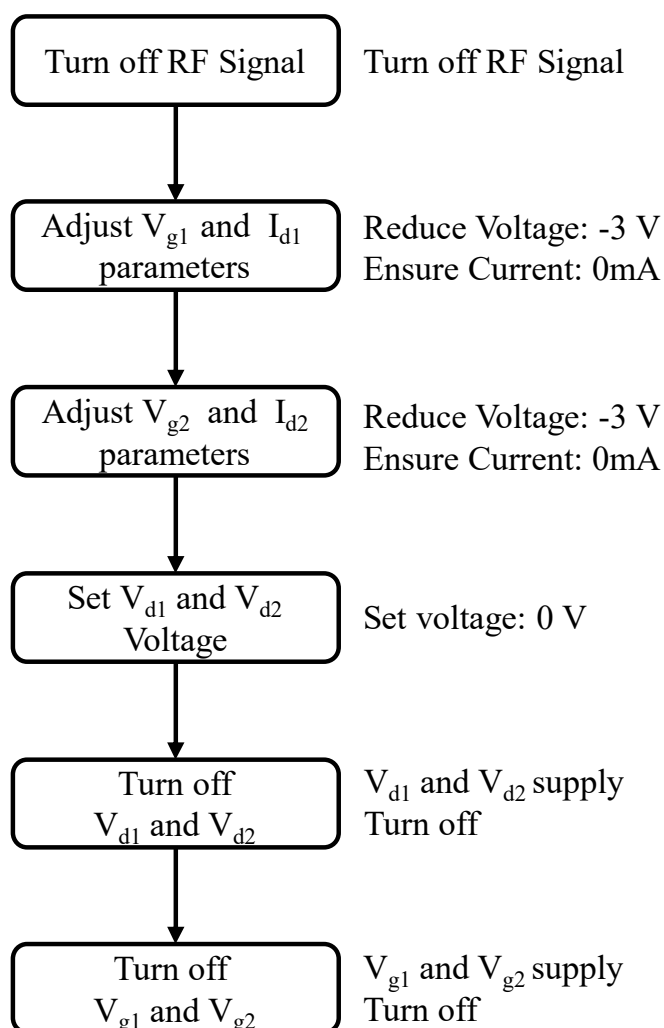 Turn off RF Signal
Turn off RF Signal
Adjust Vg1 and Id1
parameters
Reduce Voltage: -3 V
Ensure Current: 0mA
Adjust Vg2 and Id2
parameters
Reduce Voltage: -3 V
Ensure Current: 0mA
Set Vd1 and Vd2
Voltage
Set voltage: 0 V
Turn off
Vd1 and Vd2
Vd1 and Vd2 supply
Turn off
Turn off
Vg1 and Vg2
Vg1 and Vg2 supply
Turn off